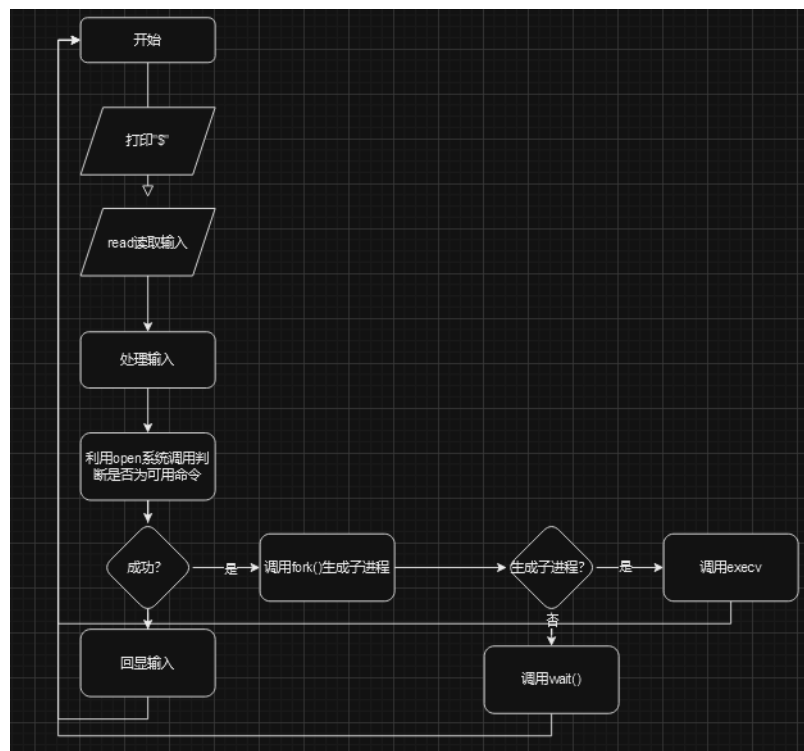 开始
打印"$"
read读取输入
处理输入
利用open系统调用判
断是否为可用命令
成功?
是
调用fork()生成子进程
生成子进程?
是
调用execv
否
回显输入
调用wait()